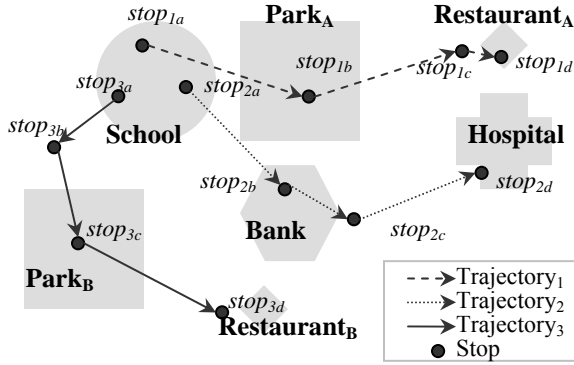 stop1a
ParkA
RestaurantA
stop1b
stop1c
stop1d
stop3a
stop2a
stop3b
School
Hospital
stop2b
stop2d
stop3c
Bank
stop2c
ParkB
stop3d
RestaurantB
Trajectory1
Trajectory2
Trajectory3
Stop